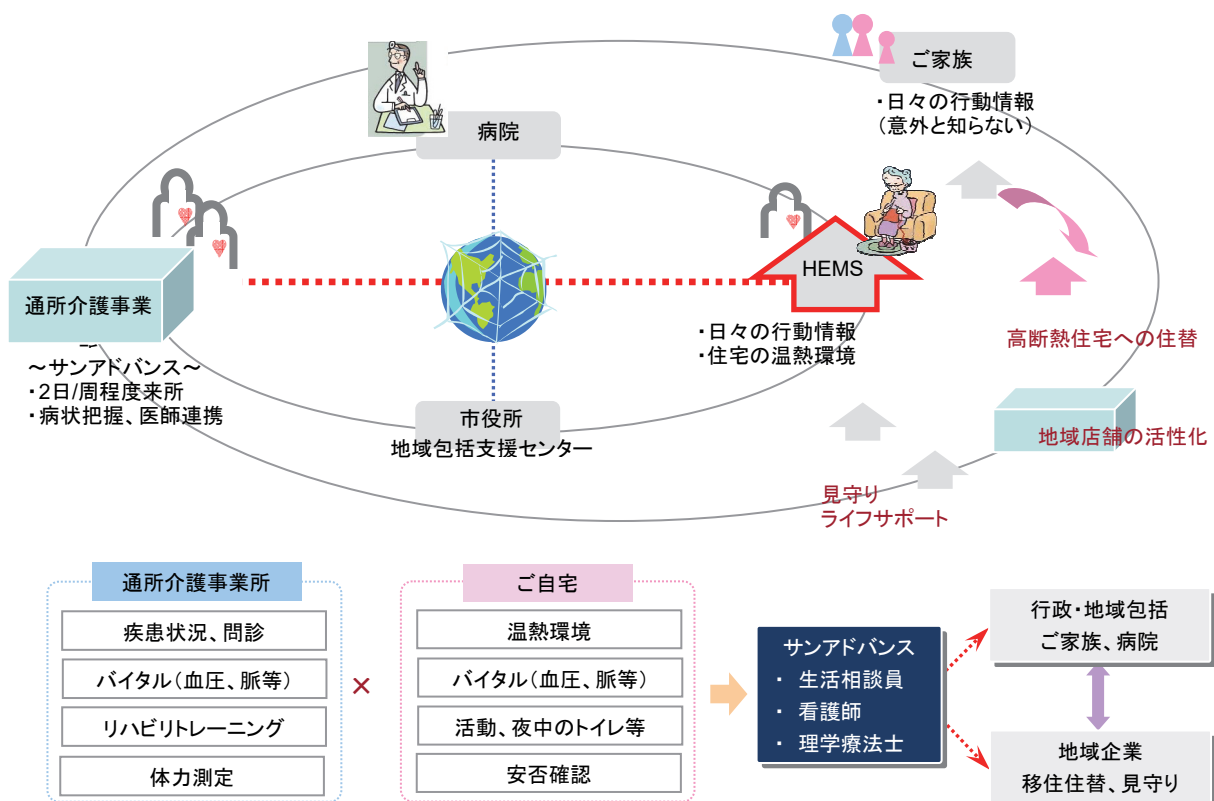 ご家族
・日々の行動情報
（意外と知らない）
病院
HEMS
通所介護事業
～サンアドバンス～
・2日/周程度来所
・病状把握、医師連携
・日々の行動情報
・住宅の温熱環境
高断熱住宅への住替
市役所
地域包括支援センター
地域店舗の活性化
見守り
ライフサポート
通所介護事業所
疾患状況、問診
バイタル（血圧、脈等）
リハビリトレーニング
体力測定
×
ご自宅
温熱環境
バイタル（血圧、脈等）
活動、夜中のトイレ等
安否確認
サンアドバンス
・ 生活相談員
・ 看護師
・ 理学療法士
行政・地域包括
ご家族、病院
地域企業
移住住替、見守り